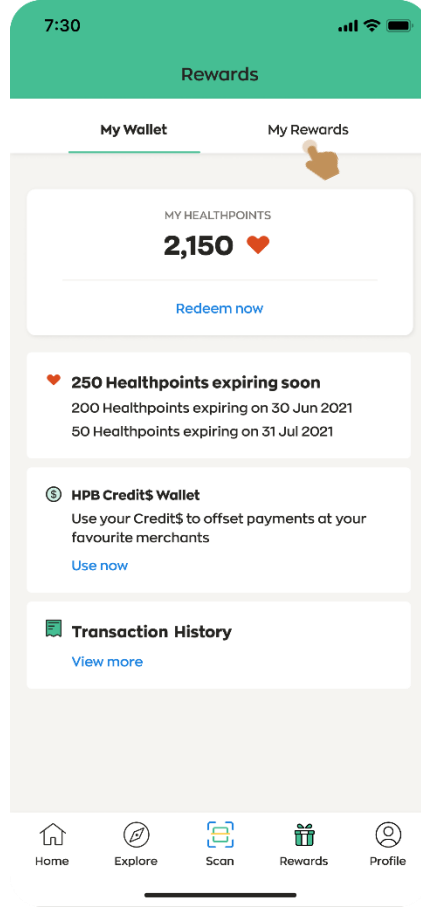 7:30
Rewards
My Wallet
My Rewards
MY HEALTHPOINTS
2,150
Redeem now
250 Healthpoints expiring soon
200 Healthpoints expiring on 30 Jun 2021
50 Healthpoints expiring on 31 Jul 2021
HPB Credit$ Wallet
Use your Credit$ to offset payments at your
favourite merchants
Use now
Transaction History
View more
Home
Explore
Scan
Rewards
Profile